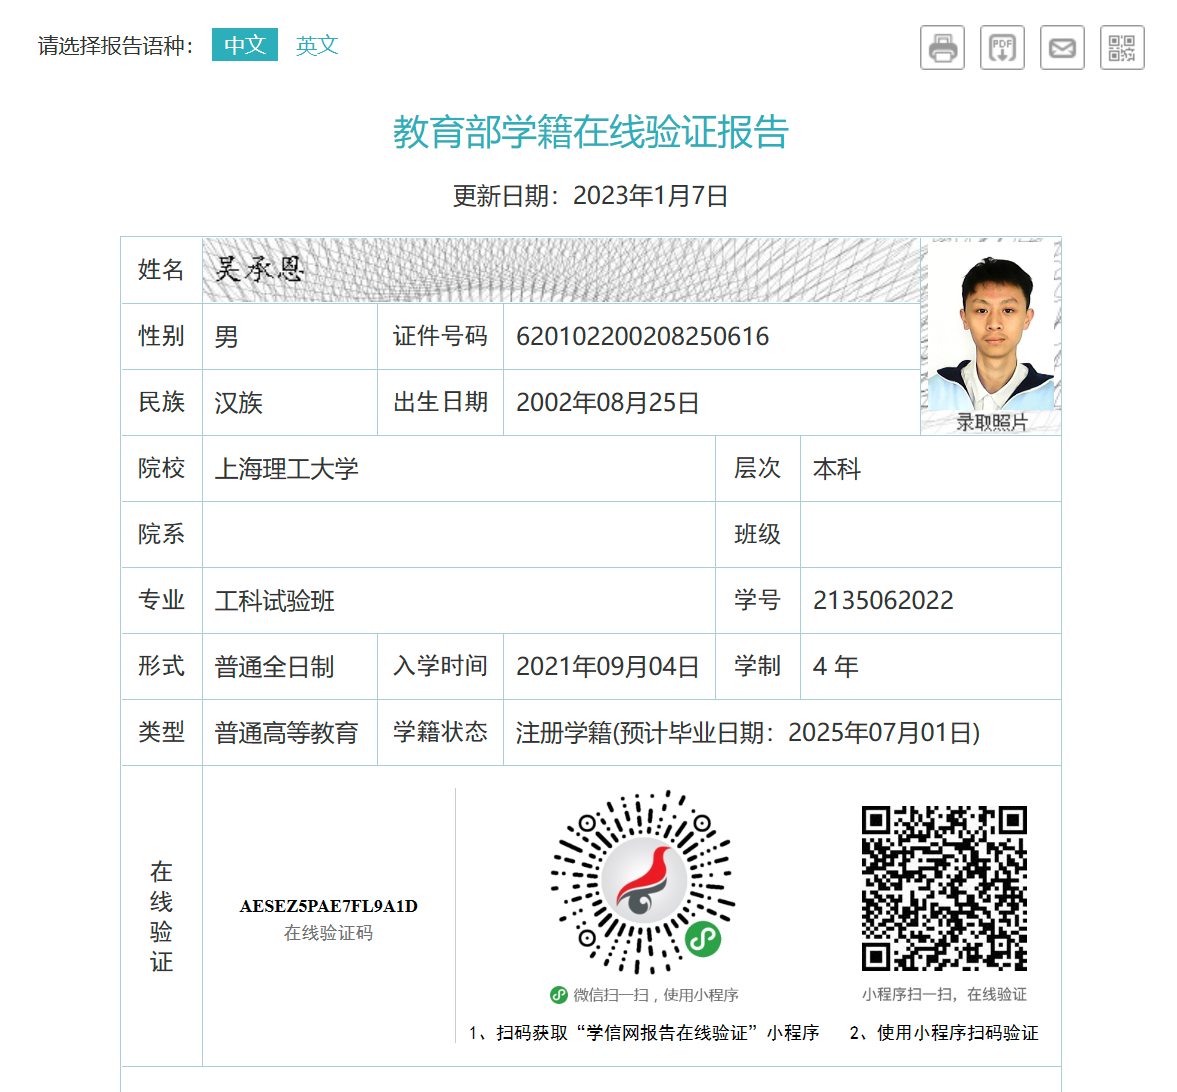 请选择报告语种： 中文 英文
PDF
教育部学籍在线验证报告
更新日期：2023年1月7日
姓名 吴承恩
性别 男 证件号码 620102200208250616
民族 汉族 出生日期 2002年08月25日
录取照片
院校 上海理工大学 层次 本科
院系 班级
专业 工科试验班 学号 2135062022
形式 普通全日制 入学时间 2021年09月04日 学制 4 年
类型 普通高等教育 学籍状态 注册学籍(预计毕业日期：2025年07月01日)
在线验证
AESEZ5PAE7FL9A1D
在线验证码
微信扫一扫，使用小程序
小程序扫一扫，在线验证
1、扫码获取“学信网报告在线验证”小程序
2、使用小程序扫码验证